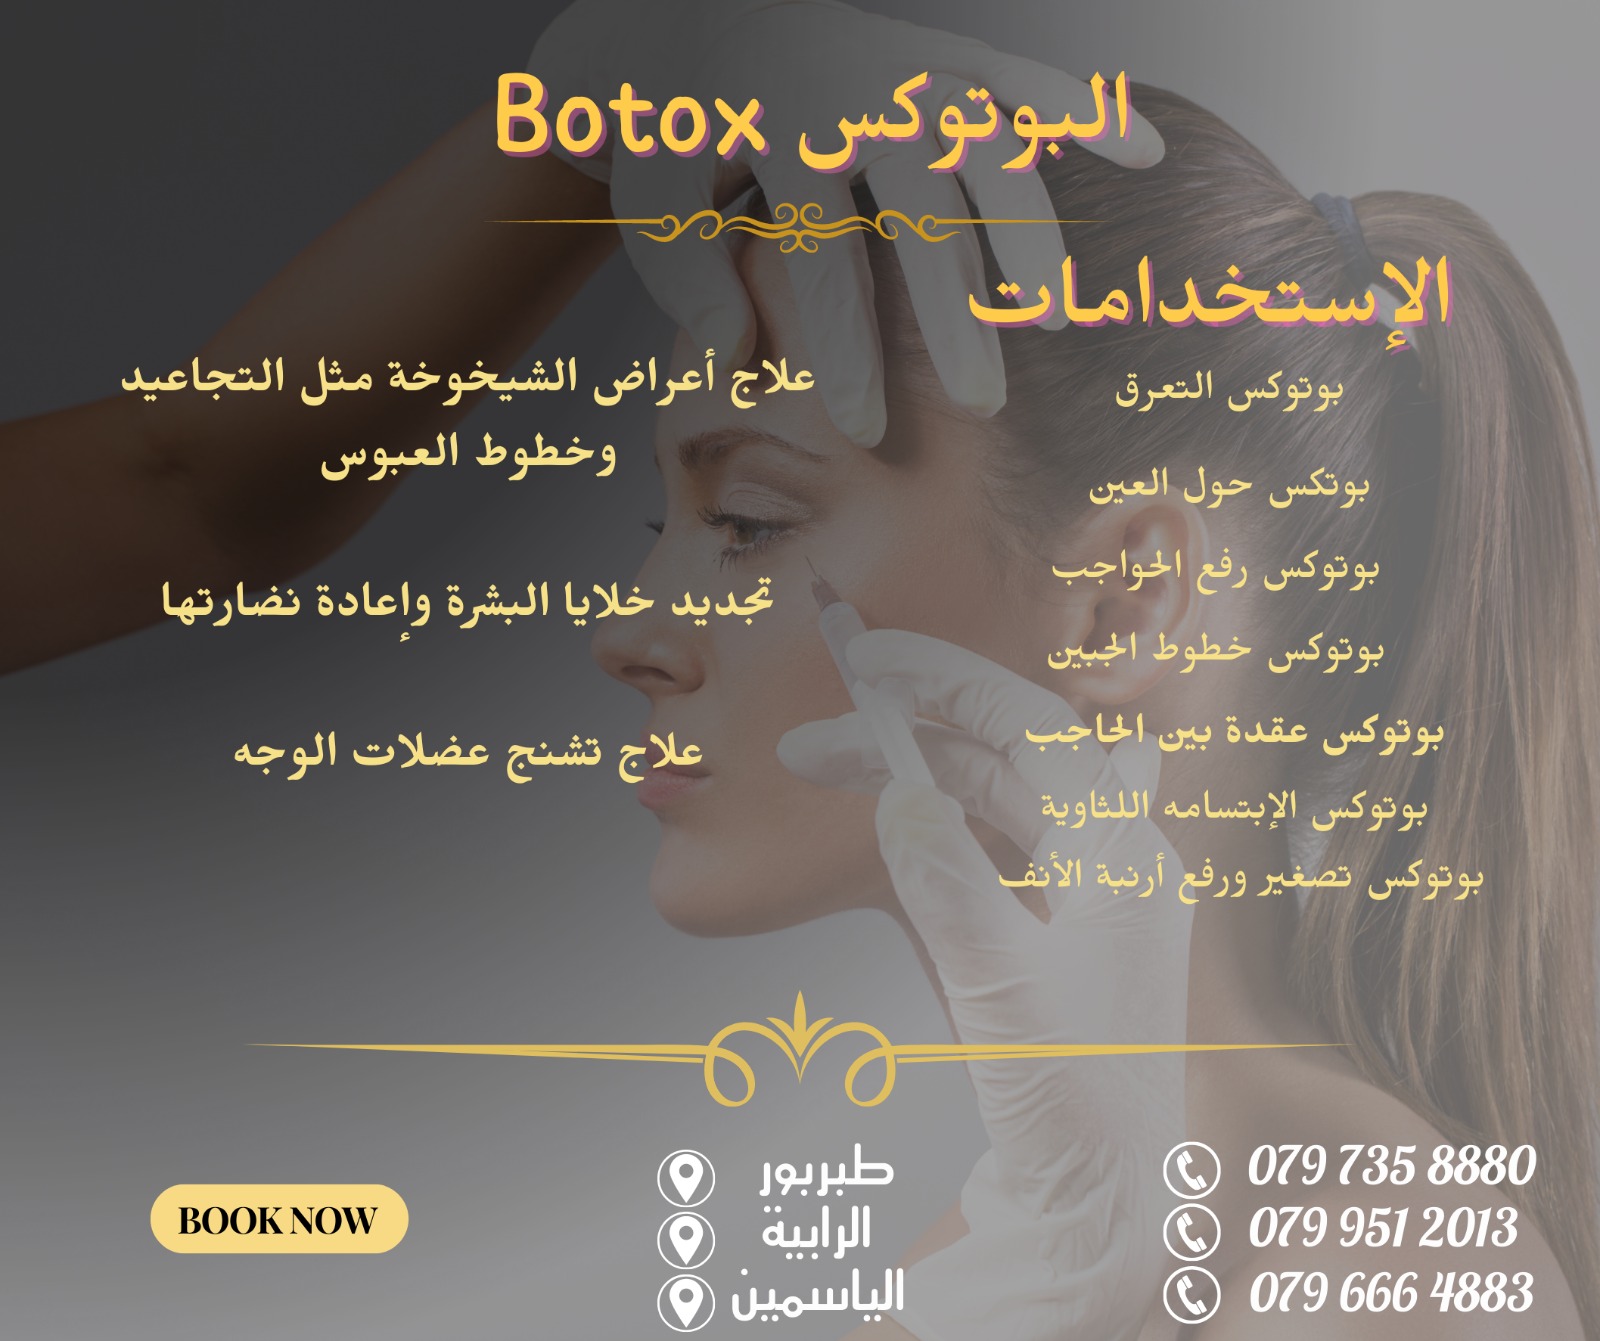 البوتوكس Botox
الإستخدامات
بوتوكس التعرق
بوتكس حول العين
بوتوكس رفع الحواجب
بوتوكس خطوط الجبين
بوتوكس عقدة بين الحاجب
بوتوكس الإبتسامه اللثاوية
بوتوكس تصغير ورفع أرنبة الأنف
علاج أعراض الشيخوخة مثل التجاعيد
وخطوط العبوس
تجديد خلايا البشرة وإعادة نضارتها
علاج تشنج عضلات الوجه
079 735 8880
079 951 2013
079 666 4883
طبربور
الرابية
الياسمين
BOOK NOW